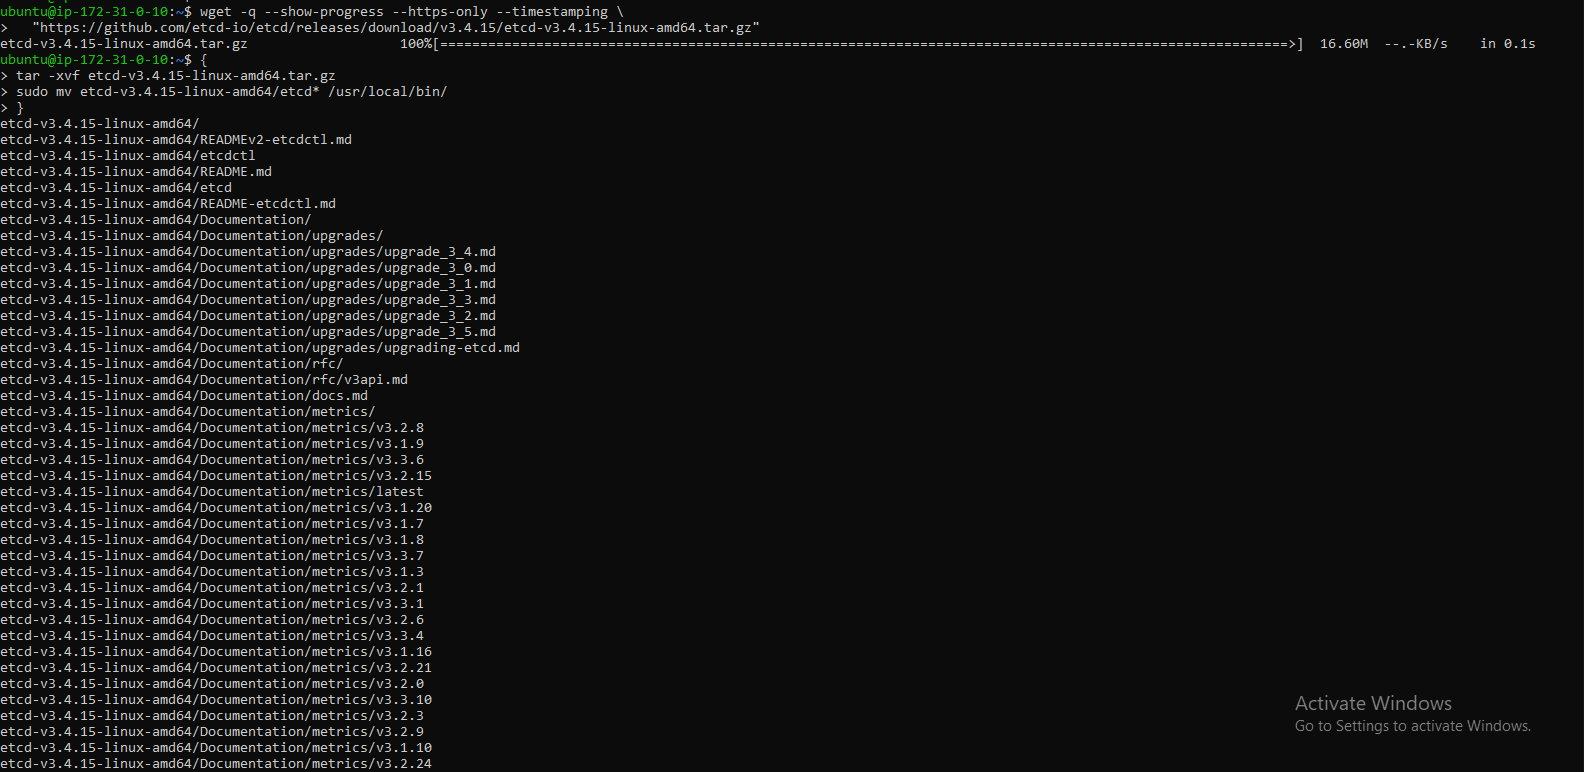 ubuntu@ip-172-31-0-10:~$ wget -q --show-progress --https-only --timestamping \
>   "https://github.com/etcd-io/etcd/releases/download/v3.4.15/etcd-v3.4.15-linux-amd64.tar.gz"
etcd-v3.4.15-linux-amd64.tar.gz                   100%[==========================================================================================================>]  16.60M  --.-KB/s    in 0.1s
ubuntu@ip-172-31-0-10:~$ {
> tar -xvf etcd-v3.4.15-linux-amd64.tar.gz
> sudo mv etcd-v3.4.15-linux-amd64/etcd* /usr/local/bin/
> }
etcd-v3.4.15-linux-amd64/
etcd-v3.4.15-linux-amd64/READMEv2-etcdctl.md
etcd-v3.4.15-linux-amd64/etcdctl
etcd-v3.4.15-linux-amd64/README.md
etcd-v3.4.15-linux-amd64/etcd
etcd-v3.4.15-linux-amd64/README-etcdctl.md
etcd-v3.4.15-linux-amd64/Documentation/
etcd-v3.4.15-linux-amd64/Documentation/upgrades/
etcd-v3.4.15-linux-amd64/Documentation/upgrades/upgrade_3_4.md
etcd-v3.4.15-linux-amd64/Documentation/upgrades/upgrade_3_0.md
etcd-v3.4.15-linux-amd64/Documentation/upgrades/upgrade_3_1.md
etcd-v3.4.15-linux-amd64/Documentation/upgrades/upgrade_3_3.md
etcd-v3.4.15-linux-amd64/Documentation/upgrades/upgrade_3_2.md
etcd-v3.4.15-linux-amd64/Documentation/upgrades/upgrade_3_5.md
etcd-v3.4.15-linux-amd64/Documentation/upgrades/upgrading-etcd.md
etcd-v3.4.15-linux-amd64/Documentation/rfc/
etcd-v3.4.15-linux-amd64/Documentation/rfc/v3api.md
etcd-v3.4.15-linux-amd64/Documentation/docs.md
etcd-v3.4.15-linux-amd64/Documentation/metrics/
etcd-v3.4.15-linux-amd64/Documentation/metrics/v3.2.8
etcd-v3.4.15-linux-amd64/Documentation/metrics/v3.1.9
etcd-v3.4.15-linux-amd64/Documentation/metrics/v3.3.6
etcd-v3.4.15-linux-amd64/Documentation/metrics/v3.2.15
etcd-v3.4.15-linux-amd64/Documentation/metrics/latest
etcd-v3.4.15-linux-amd64/Documentation/metrics/v3.1.20
etcd-v3.4.15-linux-amd64/Documentation/metrics/v3.1.7
etcd-v3.4.15-linux-amd64/Documentation/metrics/v3.1.8
etcd-v3.4.15-linux-amd64/Documentation/metrics/v3.3.7
etcd-v3.4.15-linux-amd64/Documentation/metrics/v3.1.3
etcd-v3.4.15-linux-amd64/Documentation/metrics/v3.2.1
etcd-v3.4.15-linux-amd64/Documentation/metrics/v3.3.1
etcd-v3.4.15-linux-amd64/Documentation/metrics/v3.2.6
etcd-v3.4.15-linux-amd64/Documentation/metrics/v3.3.4
etcd-v3.4.15-linux-amd64/Documentation/metrics/v3.1.16
etcd-v3.4.15-linux-amd64/Documentation/metrics/v3.2.21
etcd-v3.4.15-linux-amd64/Documentation/metrics/v3.2.0
etcd-v3.4.15-linux-amd64/Documentation/metrics/v3.3.10
etcd-v3.4.15-linux-amd64/Documentation/metrics/v3.2.3
etcd-v3.4.15-linux-amd64/Documentation/metrics/v3.2.9
etcd-v3.4.15-linux-amd64/Documentation/metrics/v3.1.10
etcd-v3.4.15-linux-amd64/Documentation/metrics/v3.2.24
Activate Windows
Go to Settings to activate Windows.